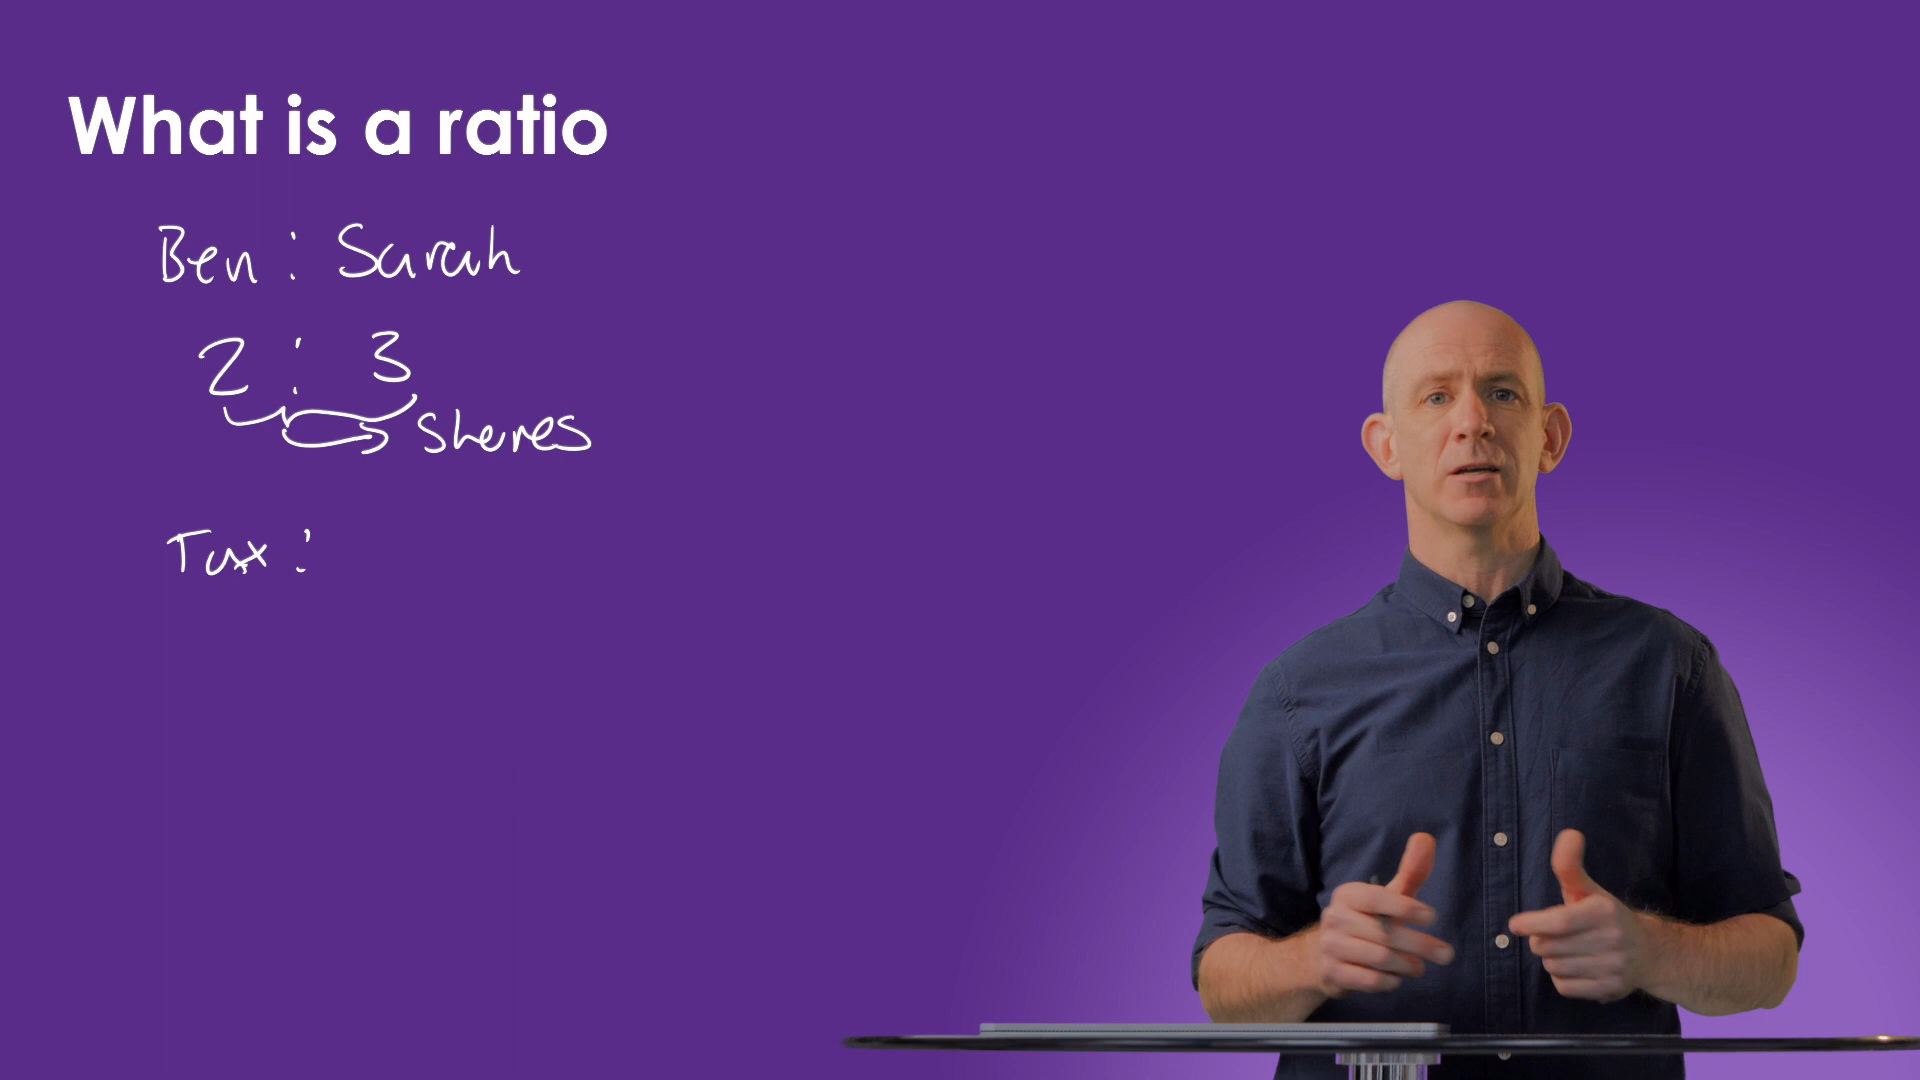 What is a ratio
Ben : Sarah
2 : 3
shares
Tax :